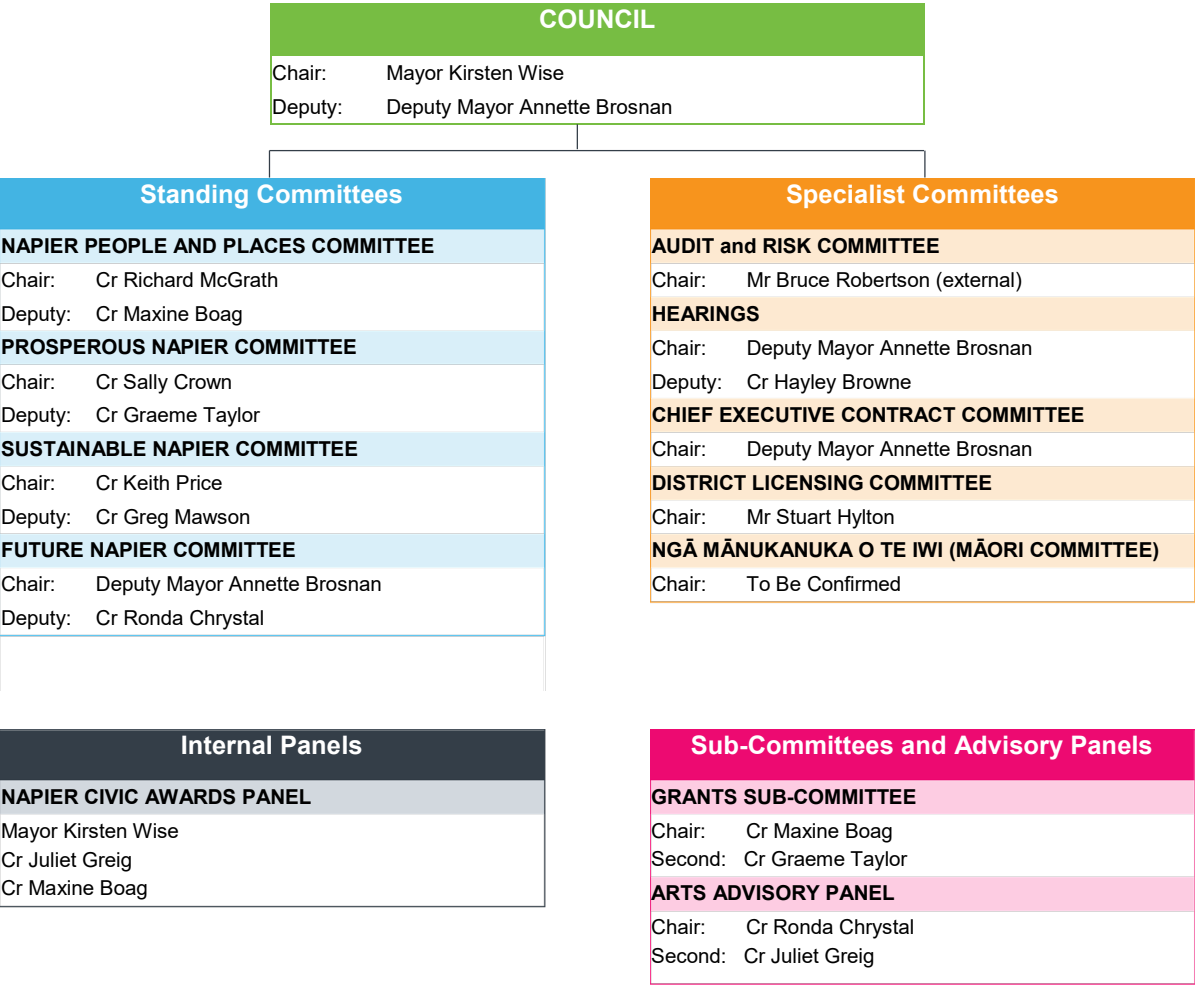 COUNCIL
Chair: Mayor Kirsten Wise
Deputy: Deputy Mayor Annette Brosnan
Standing Committees
NAPIER PEOPLE AND PLACES COMMITTEE
Chair: Cr Richard McGrath
Deputy: Cr Maxine Boag
PROSPEROUS NAPIER COMMITTEE
Chair: Cr Sally Crown
Deputy: Cr Graeme Taylor
SUSTAINABLE NAPIER COMMITTEE
Chair: Cr Keith Price
Deputy: Cr Greg Mawson
FUTURE NAPIER COMMITTEE
Chair: Deputy Mayor Annette Brosnan
Deputy: Cr Ronda Chrystal
Specialist Committees
AUDIT and RISK COMMITTEE
Chair: Mr Bruce Robertson (external)
HEARINGS
Chair: Deputy Mayor Annette Brosnan
Deputy: Cr Hayley Browne
CHIEF EXECUTIVE CONTRACT COMMITTEE
Chair: Deputy Mayor Annette Brosnan
DISTRICT LICENSING COMMITTEE
Chair: Mr Stuart Hylton
NGĀ MĀNUKANUKA O TE IWI (MĀORI COMMITTEE)
Chair: To Be Confirmed
Internal Panels
NAPIER CIVIC AWARDS PANEL
Mayor Kirsten Wise
Cr Juliet Greig
Cr Maxine Boag
Sub-Committees and Advisory Panels
GRANTS SUB-COMMITTEE
Chair: Cr Maxine Boag
Second: Cr Graeme Taylor
ARTS ADVISORY PANEL
Chair: Cr Ronda Chrystal
Second: Cr Juliet Greig